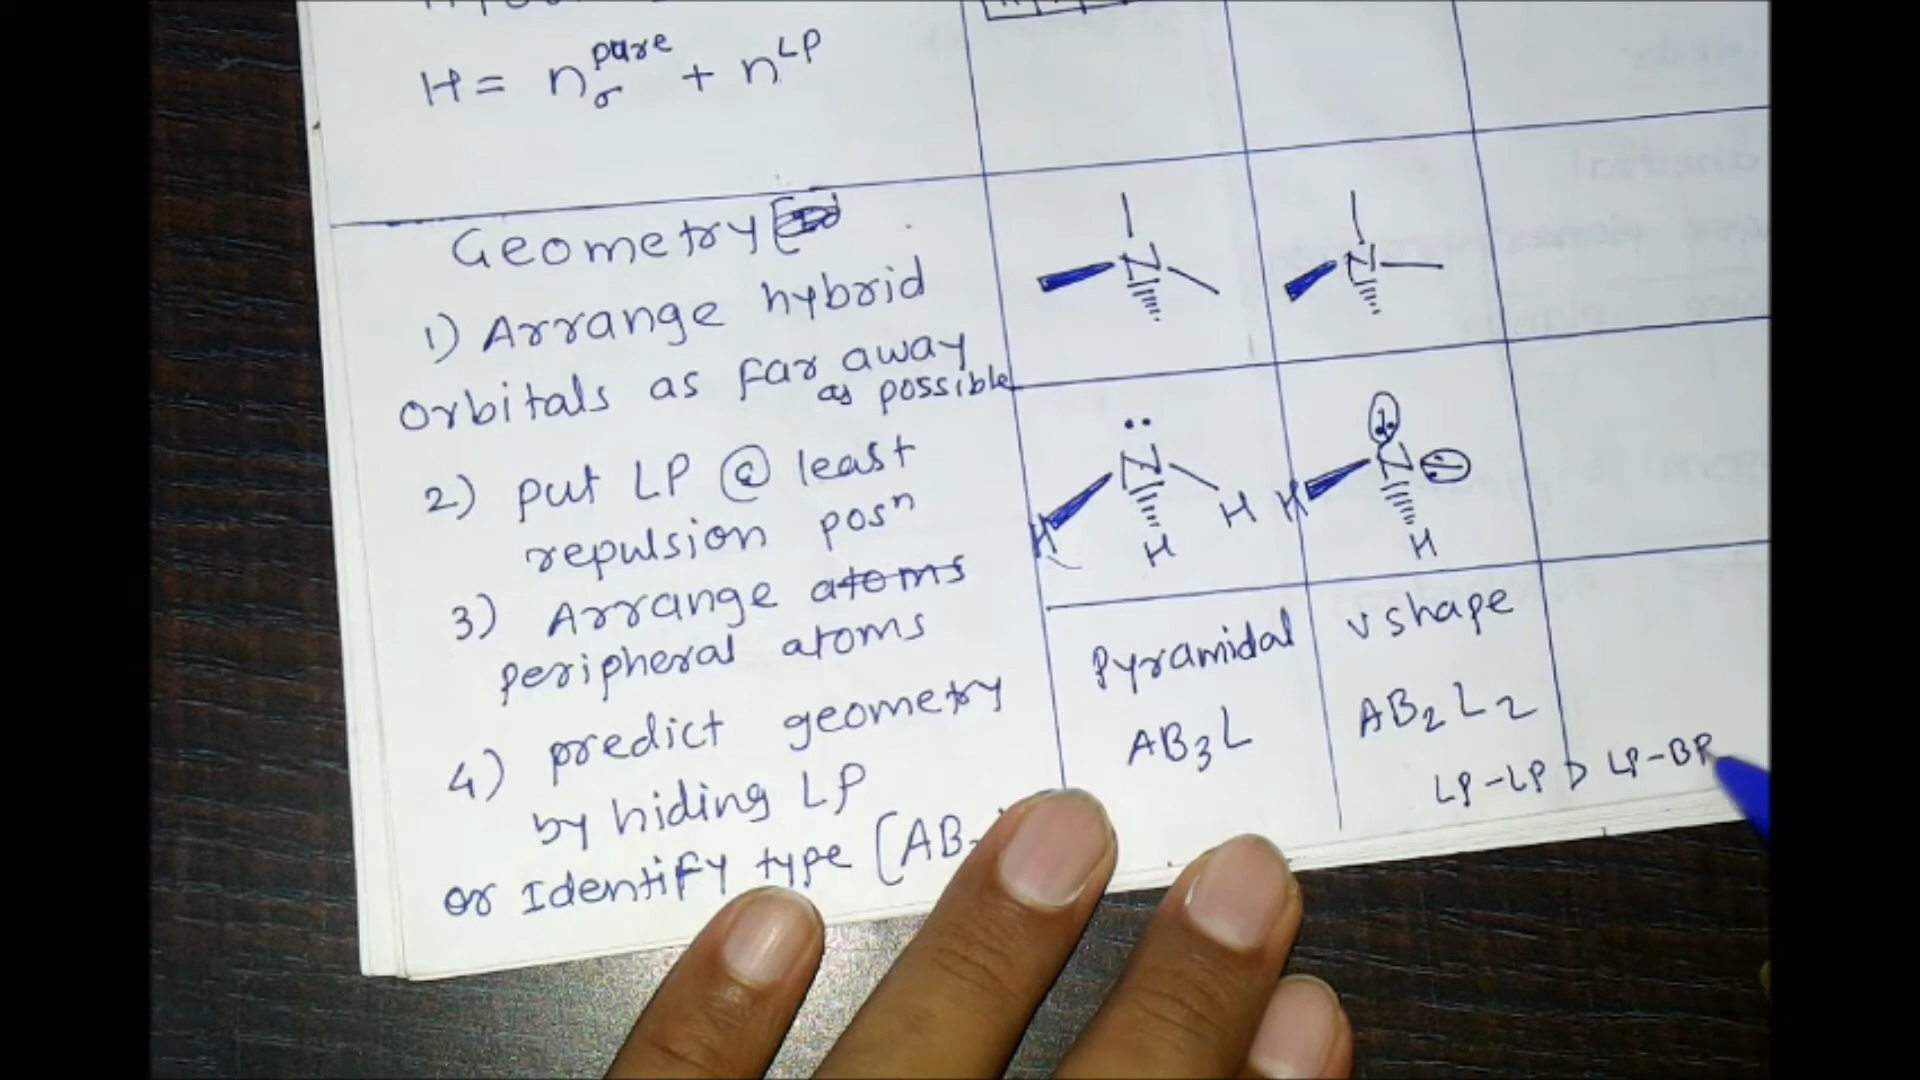 H = nσ^pure + n^LP
Geometry
1) Arrange hybrid
orbitals as far away
as possible
2) put LP @ least
repulsion posn
3) Arrange atoms
peripheral atoms
4) predict geometry
by hiding LP
or Identify type [AB
N
N
N
H
H
H
N
H
H
Pyramidal
AB3L
v shape
AB2L2
LP-LP > LP-BP